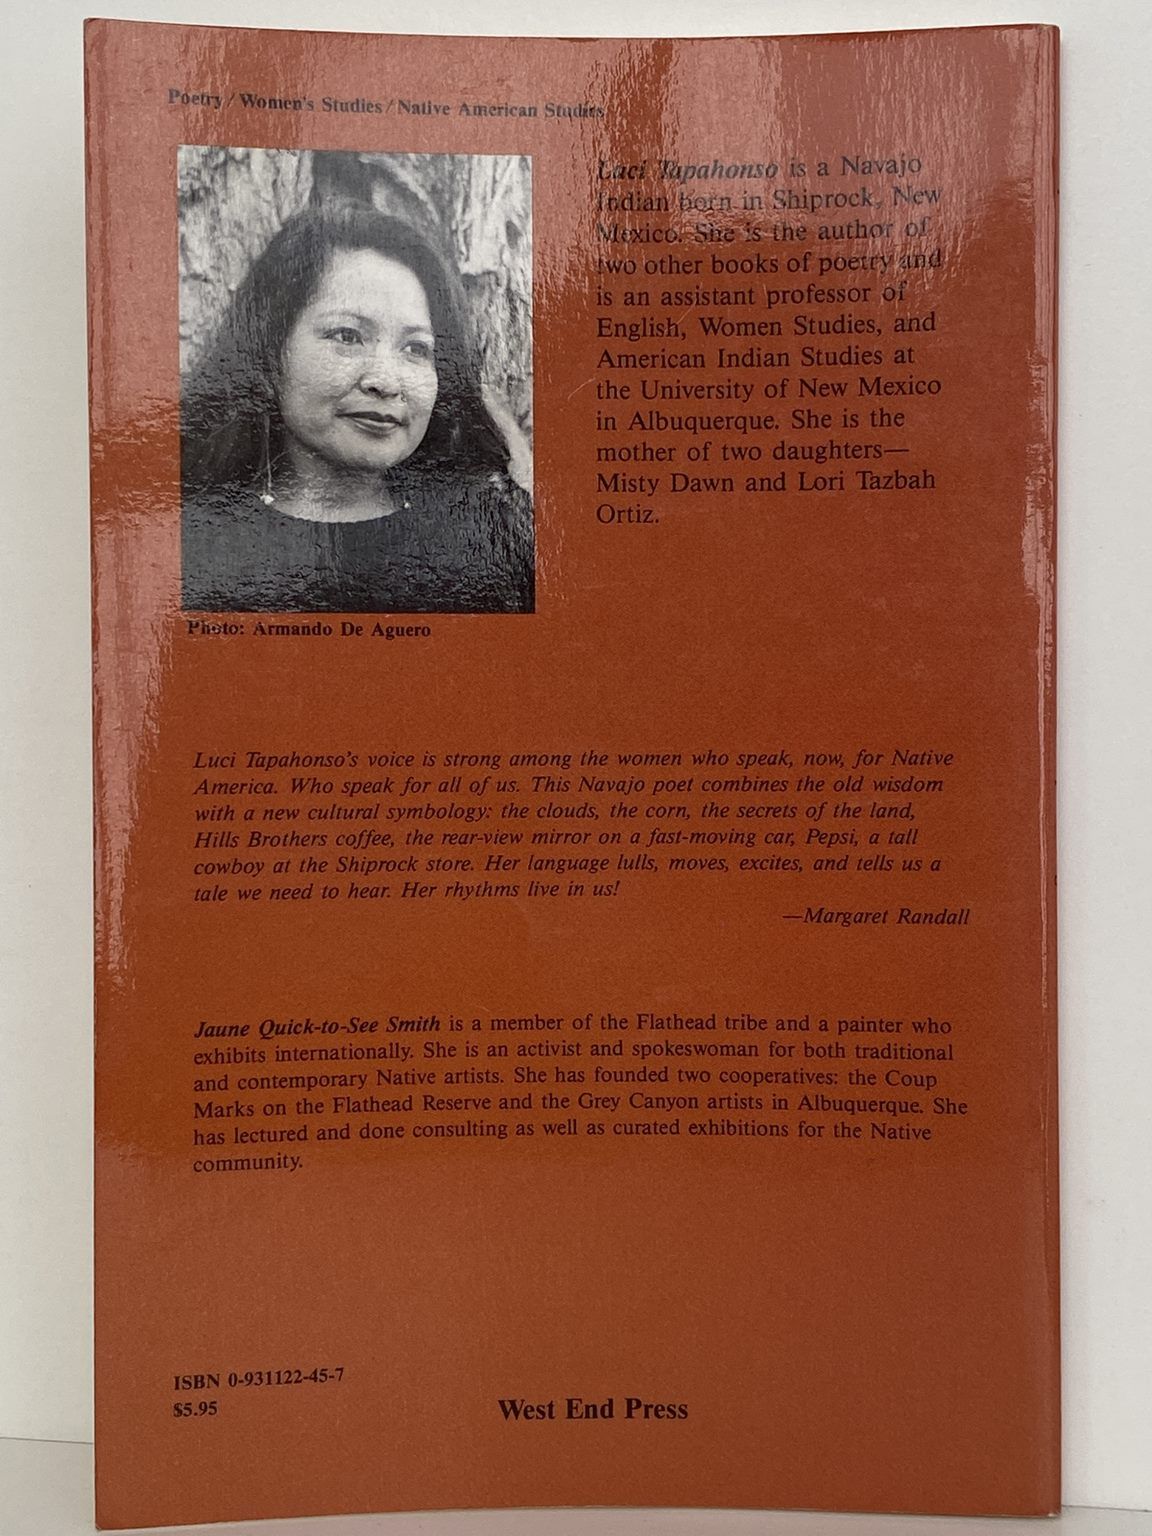 Poetry / Women's Studies / Native American Studies
Luci Tapahonso is a Navajo
Indian born in Shiprock, New
Mexico. She is the author of
two other books of poetry and
is an assistant professor of
English, Women Studies, and
American Indian Studies at
the University of New Mexico
in Albuquerque. She is the
mother of two daughters—
Misty Dawn and Lori Tazbah
Ortiz.
Photo: Armando De Aguero
Luci Tapahonso's voice is strong among the women who speak, now, for Native
America. Who speak for all of us. This Navajo poet combines the old wisdom
with a new cultural symbology: the clouds, the corn, the secrets of the land,
Hills Brothers coffee, the rear-view mirror on a fast-moving car, Pepsi, a tall
cowboy at the Shiprock store. Her language lulls, moves, excites, and tells us a
tale we need to hear. Her rhythms live in us!
—Margaret Randall
Jaune Quick-to-See Smith is a member of the Flathead tribe and a painter who
exhibits internationally. She is an activist and spokeswoman for both traditional
and contemporary Native artists. She has founded two cooperatives: the Coup
Marks on the Flathead Reserve and the Grey Canyon artists in Albuquerque. She
has lectured and done consulting as well as curated exhibitions for the Native
community.
ISBN 0-931122-45-7
$5.95
West End Press